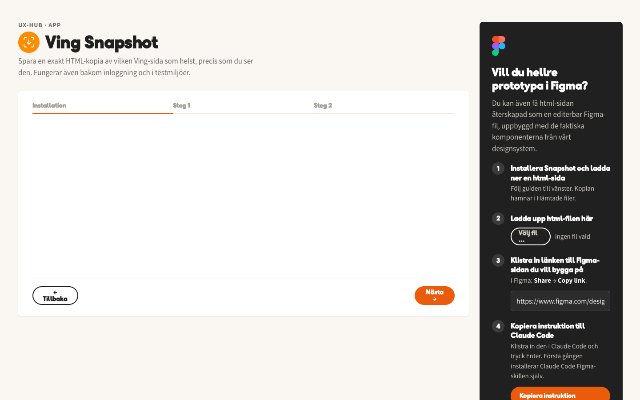 UX-HUB · APP
Ving Snapshot
Spara en exakt HTML-kopia av vilken Ving-sida som helst, precis som du ser
den. Fungerar även bakom inloggning och i testmiljöer.
Installation
Steg 1
Steg 2
←
Tillbaka
Nästa
→
Vill du hellre
prototypa i Figma?
Du kan även få html-sidan
återskapad som en editerbar Figma-
fil, uppbyggd med de faktiska
komponenterna från vårt
designsystem.
1
Installera Snapshot och ladda
ner en html-sida
Följ guiden till vänster. Kopian
hamnar i Hämtade filer.
2
Ladda upp html-filen här
Välj fil
...
Ingen fil vald
3
Klistra in länken till Figma-
sidan du vill bygga på
I Figma: Share → Copy link.
https://www.figma.com/desig
4
Kopiera instruktion till
Claude Code
Klistra in den i Claude Code och
tryck Enter. Första gången
installerar Claude Code Figma-
skillen själv.
Kopiera instruktion